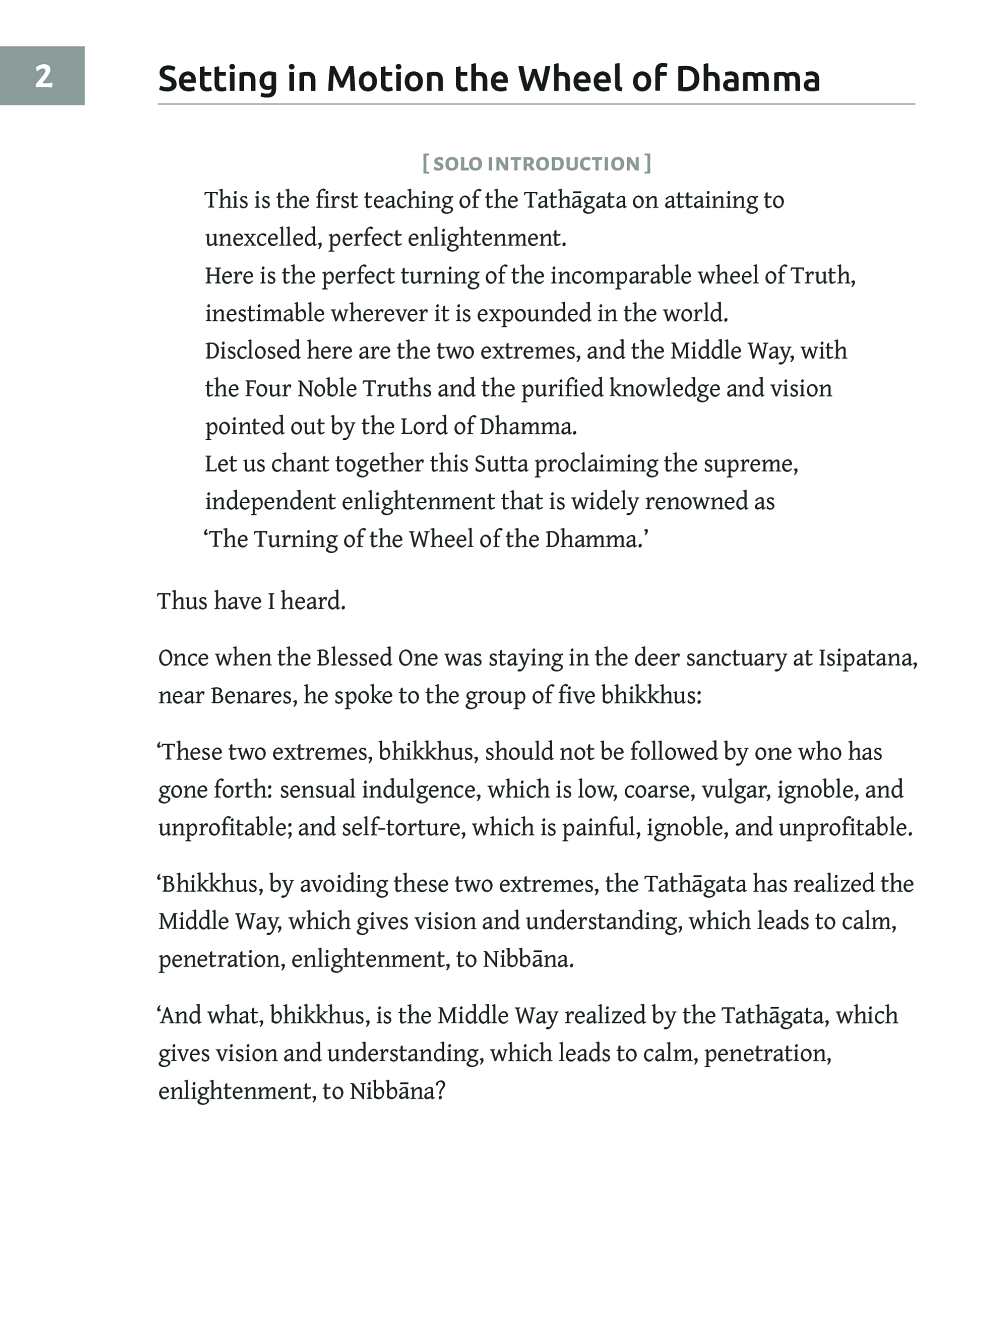 2
Setting in Motion the Wheel of Dhamma
[ SOLO INTRODUCTION ]
This is the first teaching of the Tathāgata on attaining to
unexcelled, perfect enlightenment.
Here is the perfect turning of the incomparable wheel of Truth,
inestimable wherever it is expounded in the world.
Disclosed here are the two extremes, and the Middle Way, with
the Four Noble Truths and the purified knowledge and vision
pointed out by the Lord of Dhamma.
Let us chant together this Sutta proclaiming the supreme,
independent enlightenment that is widely renowned as
‘The Turning of the Wheel of the Dhamma.’
Thus have I heard.
Once when the Blessed One was staying in the deer sanctuary at Isipatana,
near Benares, he spoke to the group of five bhikkhus:
‘These two extremes, bhikkhus, should not be followed by one who has
gone forth: sensual indulgence, which is low, coarse, vulgar, ignoble, and
unprofitable; and self-torture, which is painful, ignoble, and unprofitable.
‘Bhikkhus, by avoiding these two extremes, the Tathāgata has realized the
Middle Way, which gives vision and understanding, which leads to calm,
penetration, enlightenment, to Nibbāna.
‘And what, bhikkhus, is the Middle Way realized by the Tathāgata, which
gives vision and understanding, which leads to calm, penetration,
enlightenment, to Nibbāna?